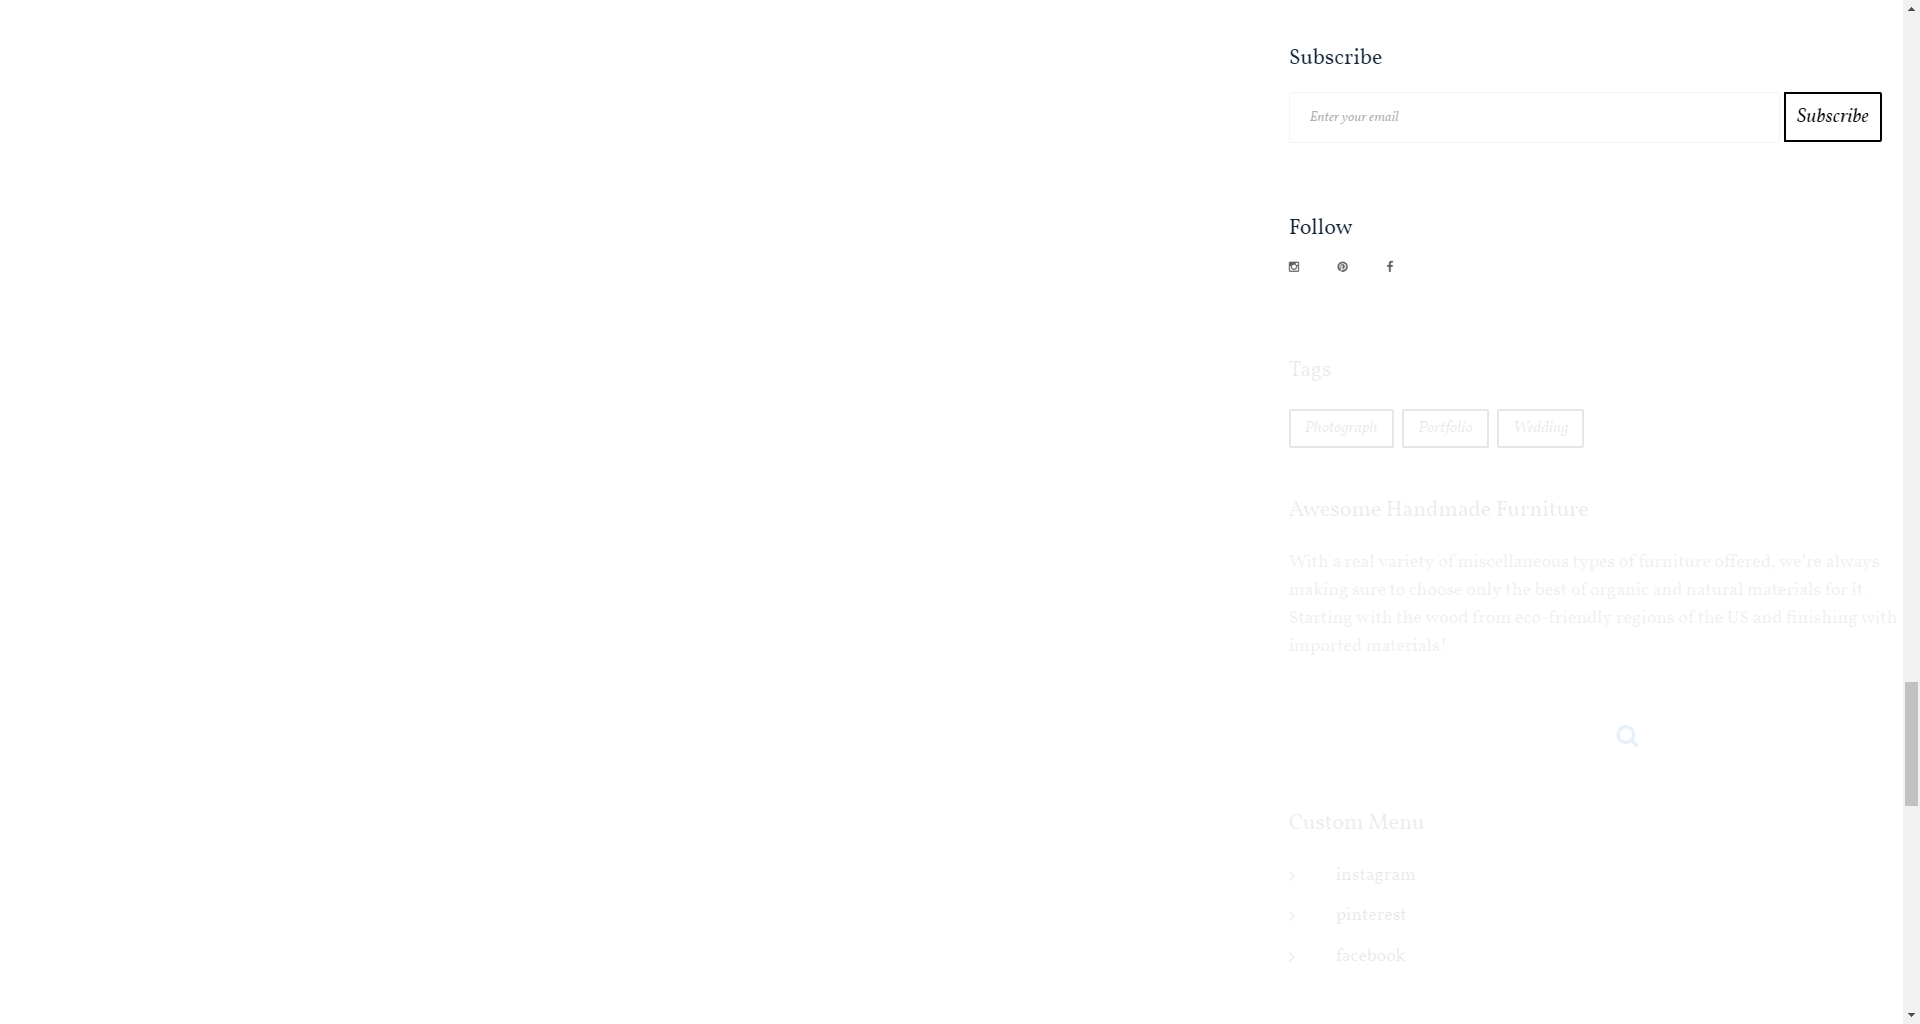 Subscribe
Enter your email
Subscribe
Follow
Tags
Photograph
Portfolio
Wedding
Awesome Handmade Furniture
With a real variety of miscellaneous types of furniture offered, we're always
making sure to choose only the best of organic and natural materials for it.
Starting with the wood from eco-friendly regions of the US and finishing with
imported materials!
Custom Menu
instagram
pinterest
facebook